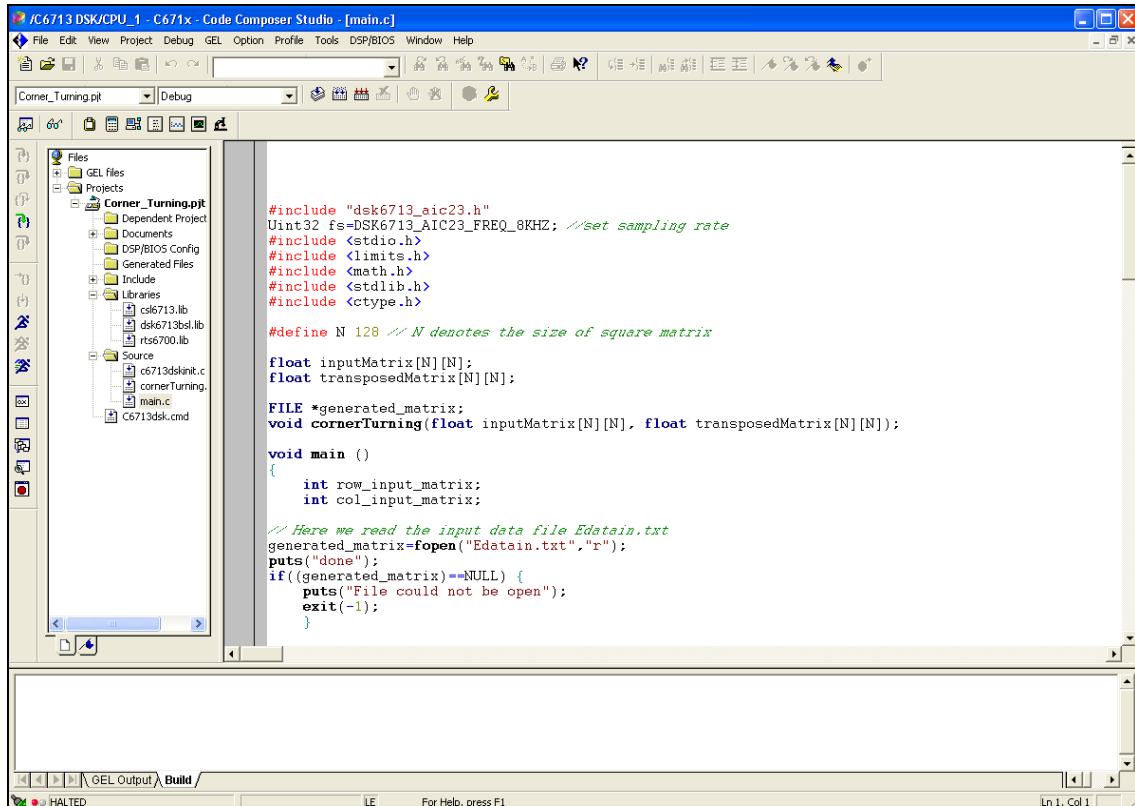 /C6713 DSK/CPU_1 - C671x - Code Composer Studio - [main.c]
File Edit View Project Debug GEL Option Profile Tools DSP/BIOS Window Help
Corner_Turning.pjt Debug
Files
GEL files
Projects
Corner_Turning.pjt
Dependent Project
Documents
DSP/BIOS Config
Generated Files
Include
Libraries
csl6713.lib
dsk6713bsl.lib
rts6700.lib
Source
c6713dskinit.c
cornerTurning.
main.c
C6713dsk.cmd
#include "dsk6713_aic23.h"
Uint32 fs=DSK6713_AIC23_FREQ_8KHZ; //set sampling rate
#include <stdio.h>
#include <limits.h>
#include <math.h>
#include <stdlib.h>
#include <ctype.h>
#define N 128 // N denotes the size of square matrix
float inputMatrix[N][N];
float transposedMatrix[N][N];
FILE *generated_matrix;
void cornerTurning(float inputMatrix[N][N], float transposedMatrix[N][N]);
void main ()
{
int row_input_matrix;
int col_input_matrix;
// Here we read the input data file Edatain.txt
generated_matrix=fopen("Edatain.txt","r");
puts("done");
if((generated_matrix)==NULL) {
puts("File could not be open");
exit(-1);
}
GEL Output Build
HALTED LE For Help, press F1 Ln 1, Col 1